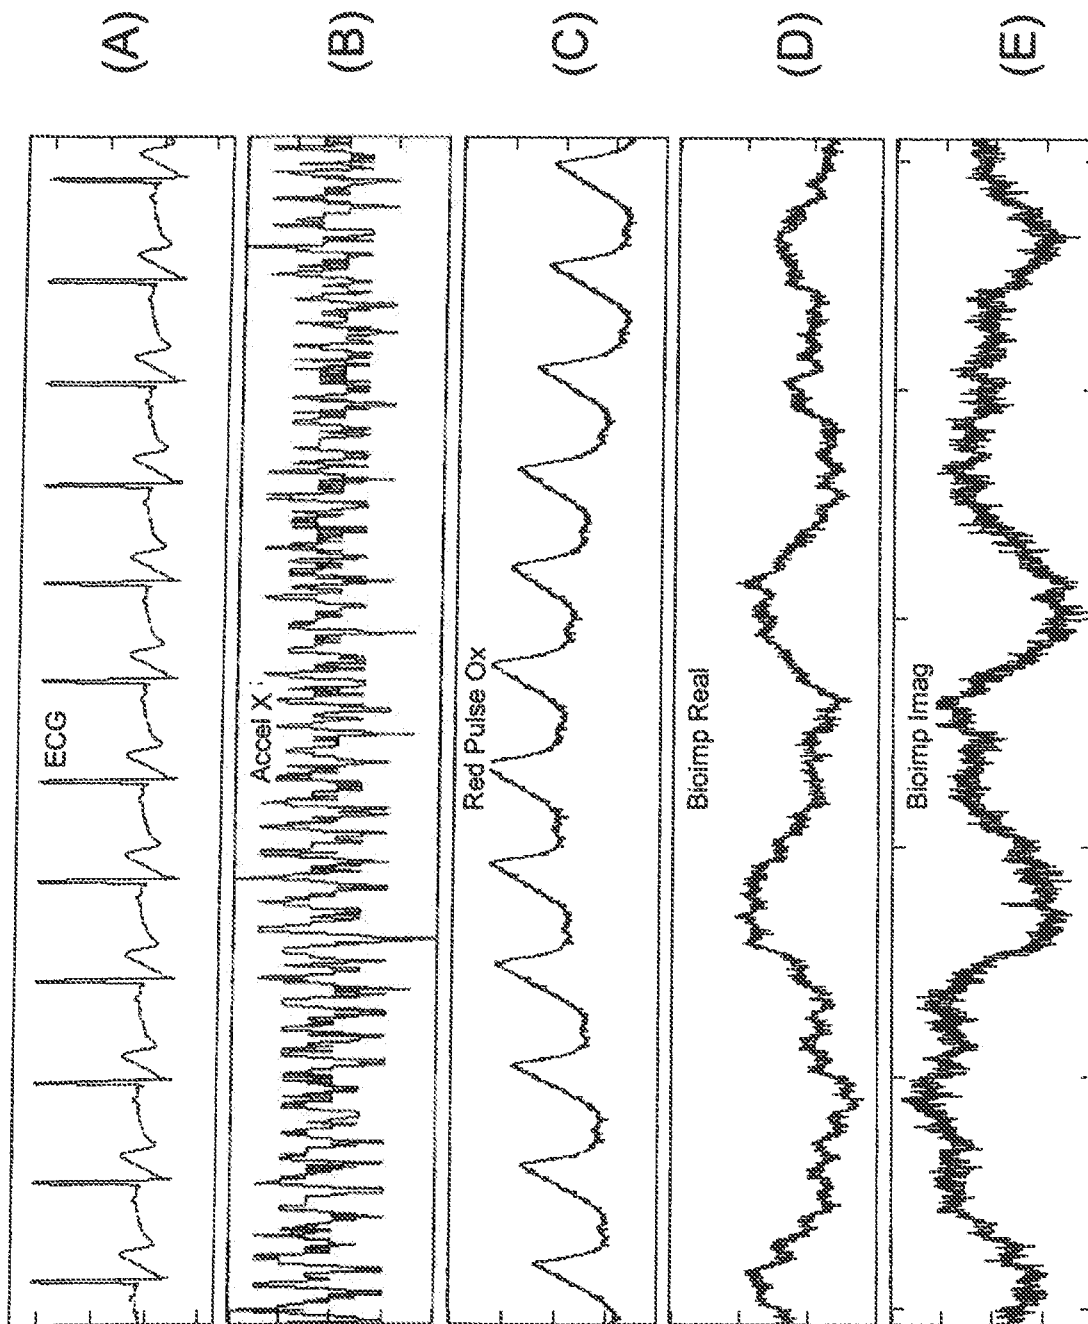 (A)
ECG
(B)
Accel X
(C)
Red Pulse Ox
(D)
Bioimp Real
(E)
Bioimp Imag